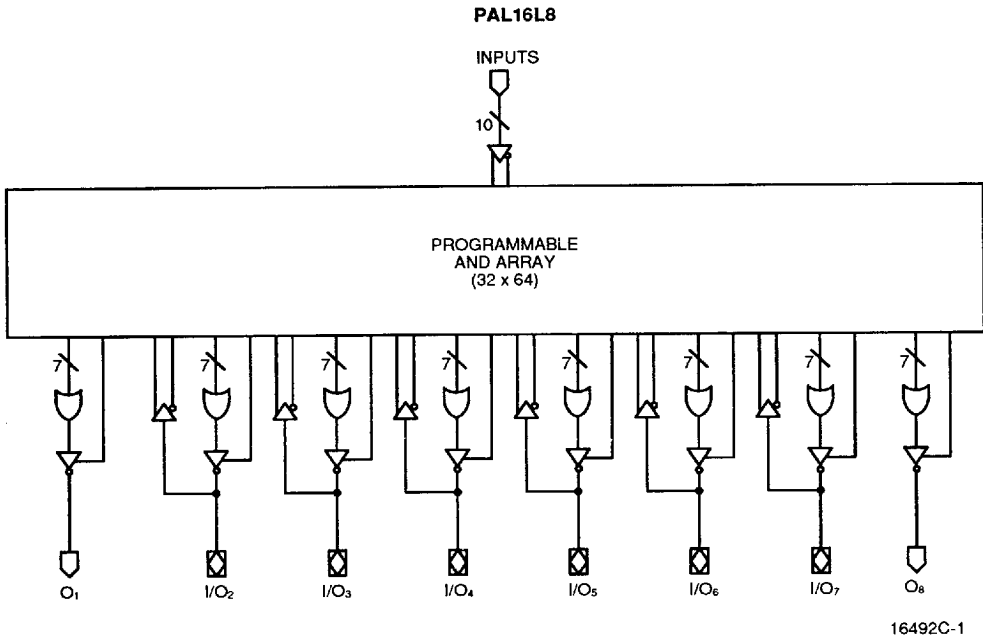 PAL16L8
INPUTS
10
PROGRAMMABLE
AND ARRAY
(32 x 64)
7 7 7 7 7 7 7 7
O₁ I/O₂ I/O₃ I/O₄ I/O₅ I/O₆ I/O₇ O₈
16492C-1